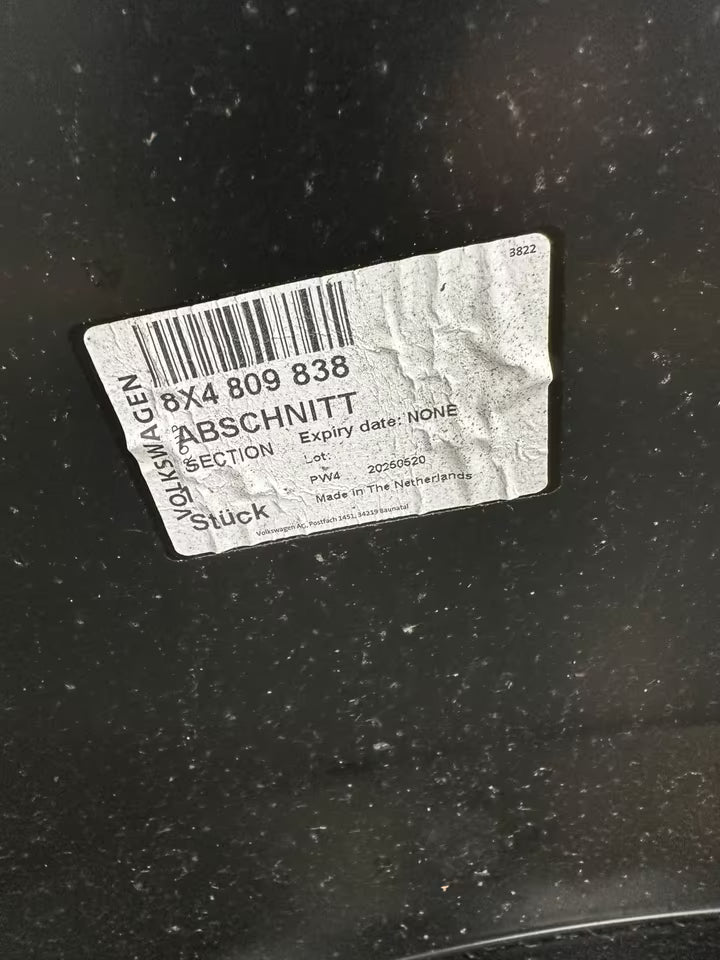 3822
VOLKSWAGEN
8X4 809 838
ABSCHNITT
SECTION
Expiry date: NONE
Lot:
PW4 20250520
Made in The Netherlands
Stück
Volkswagen AG, Postfach 1451, 34219 Baunatal